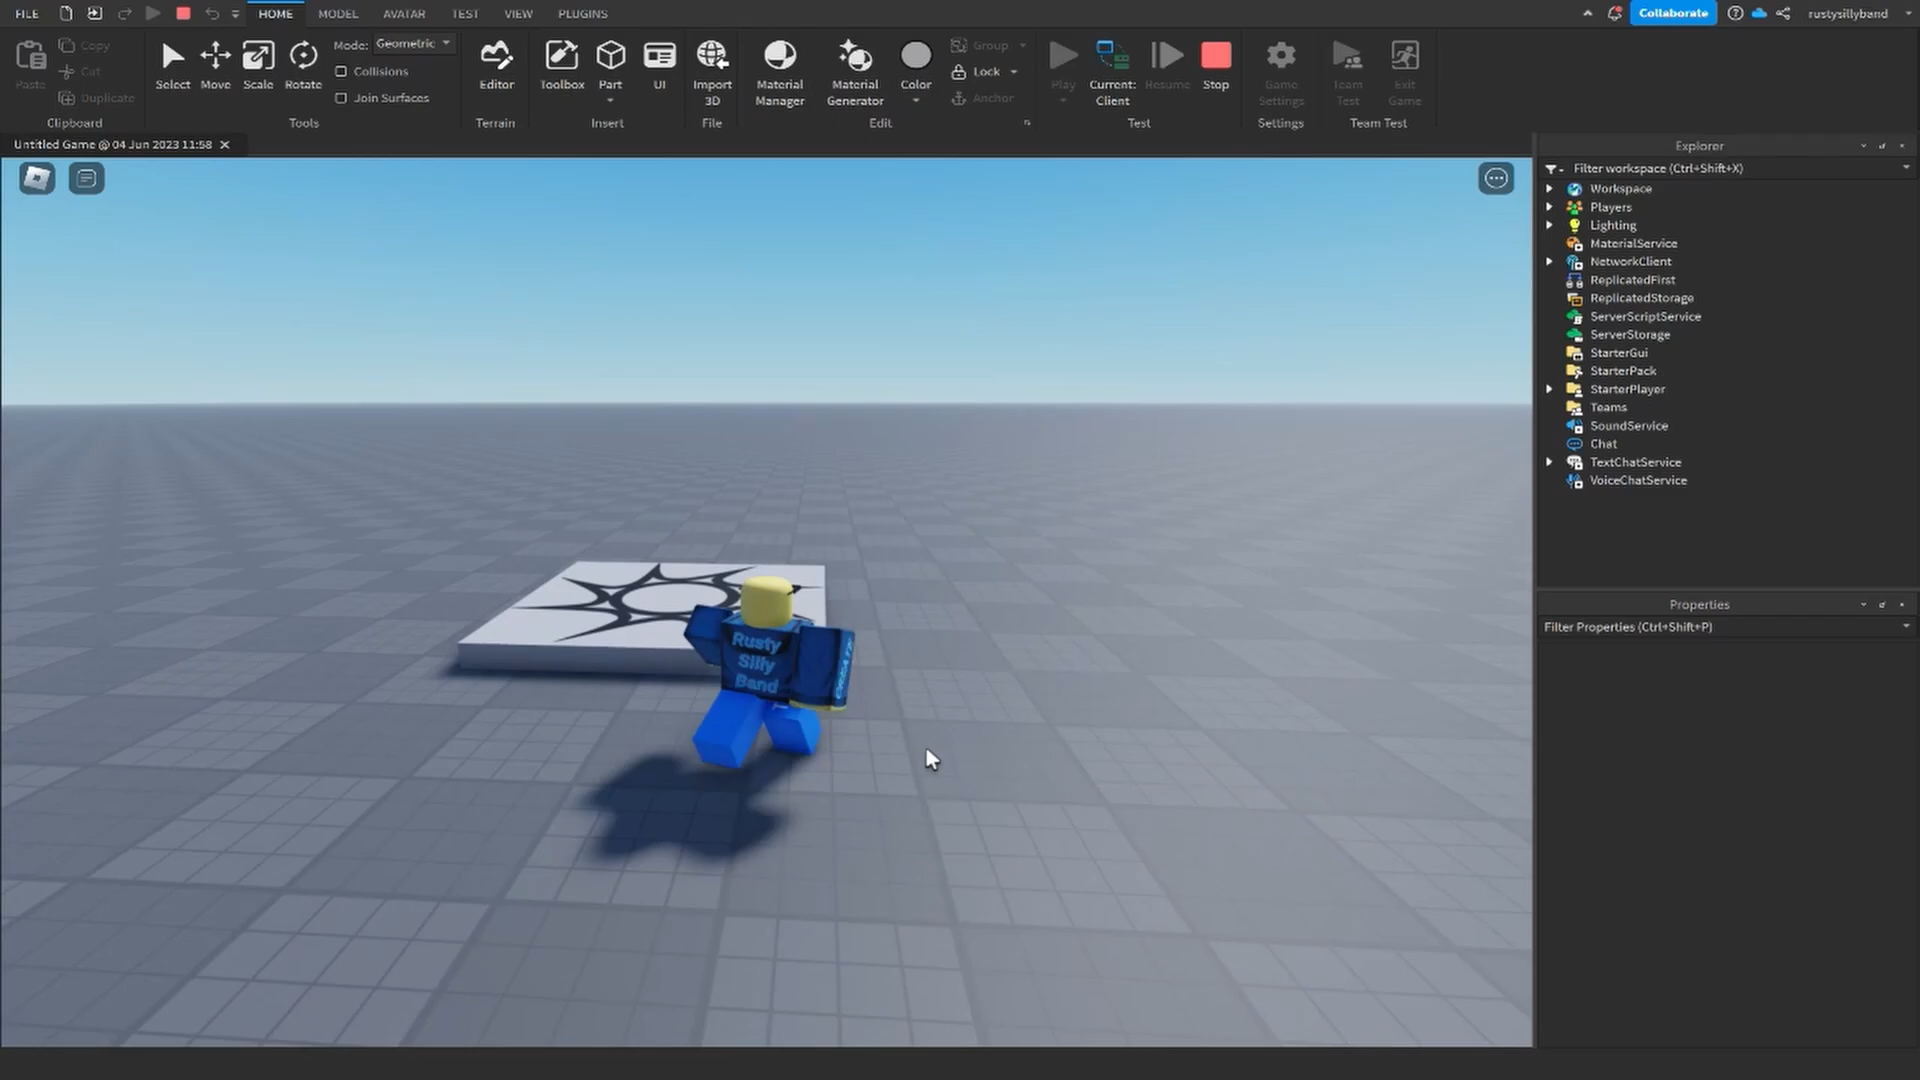 FILE HOME MODEL AVATAR TEST VIEW PLUGINS Collaborate rustysillyband
Paste Copy Cut Duplicate Clipboard
Select Move Scale Rotate Mode: Geometric Collisions Join Surfaces Tools
Editor Terrain
Toolbox Part UI Insert
Import 3D File
Material Manager Material Generator Color Group Lock Anchor Edit
Play Current: Client Resume Stop Test
Game Settings Settings
Team Test Exit Game Team Test
Untitled Game @ 04 Jun 2023 11:58
Rusty
Silly
Band
Explorer
Filter workspace (Ctrl+Shift+X)
Workspace
Players
Lighting
MaterialService
NetworkClient
ReplicatedFirst
ReplicatedStorage
ServerScriptService
ServerStorage
StarterGui
StarterPack
StarterPlayer
Teams
SoundService
Chat
TextChatService
VoiceChatService
Properties
Filter Properties (Ctrl+Shift+P)